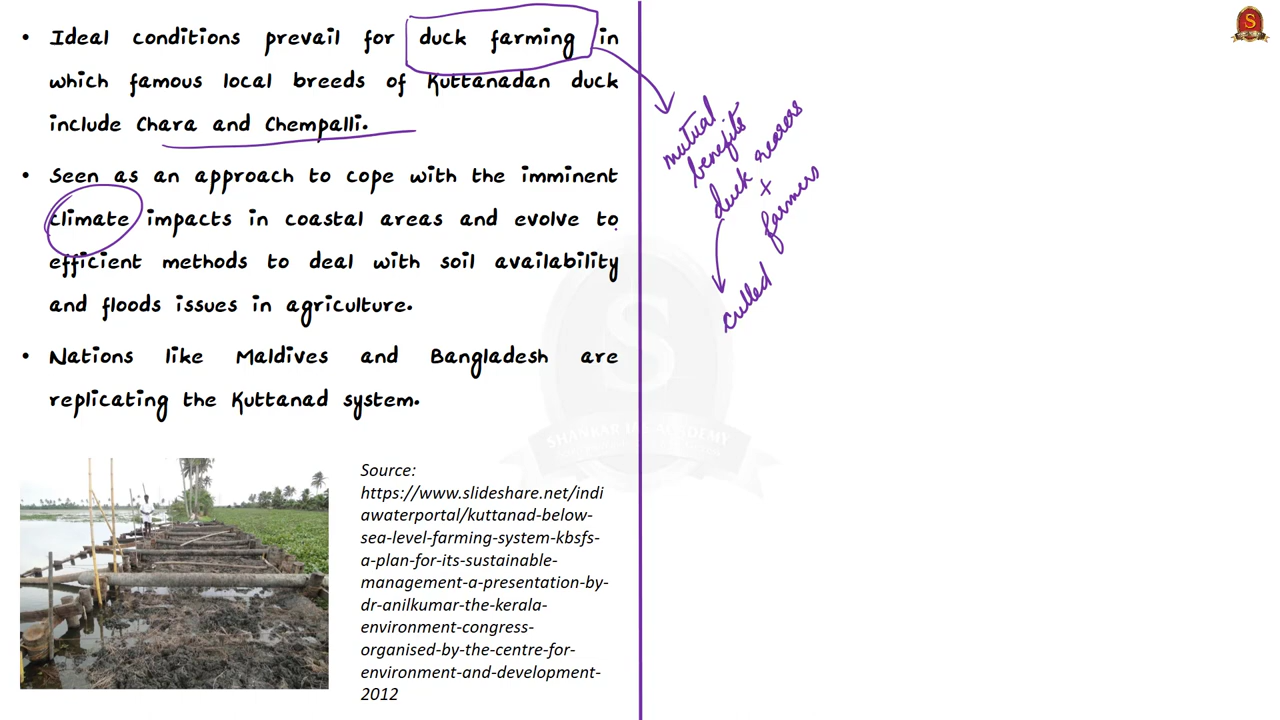 • Ideal conditions prevail for duck farming in
which famous local breeds of Kuttanadan duck
include Chara and Chempalli.
• Seen as an approach to cope with the imminent
climate impacts in coastal areas and evolve to
efficient methods to deal with soil availability
and floods issues in agriculture.
• Nations like Maldives and Bangladesh are
replicating the Kuttanad system.
Source:
https://www.slideshare.net/indi
awaterportal/kuttanad-below-
sea-level-farming-system-kbsfs-
a-plan-for-its-sustainable-
management-a-presentation-by-
dr-anilkumar-the-kerala-
environment-congress-
organised-by-the-centre-for-
environment-and-development-
2012
mutual
benefits
duck rearers
+
farmers
culled
S
SHANKAR IAS ACADEMY
S